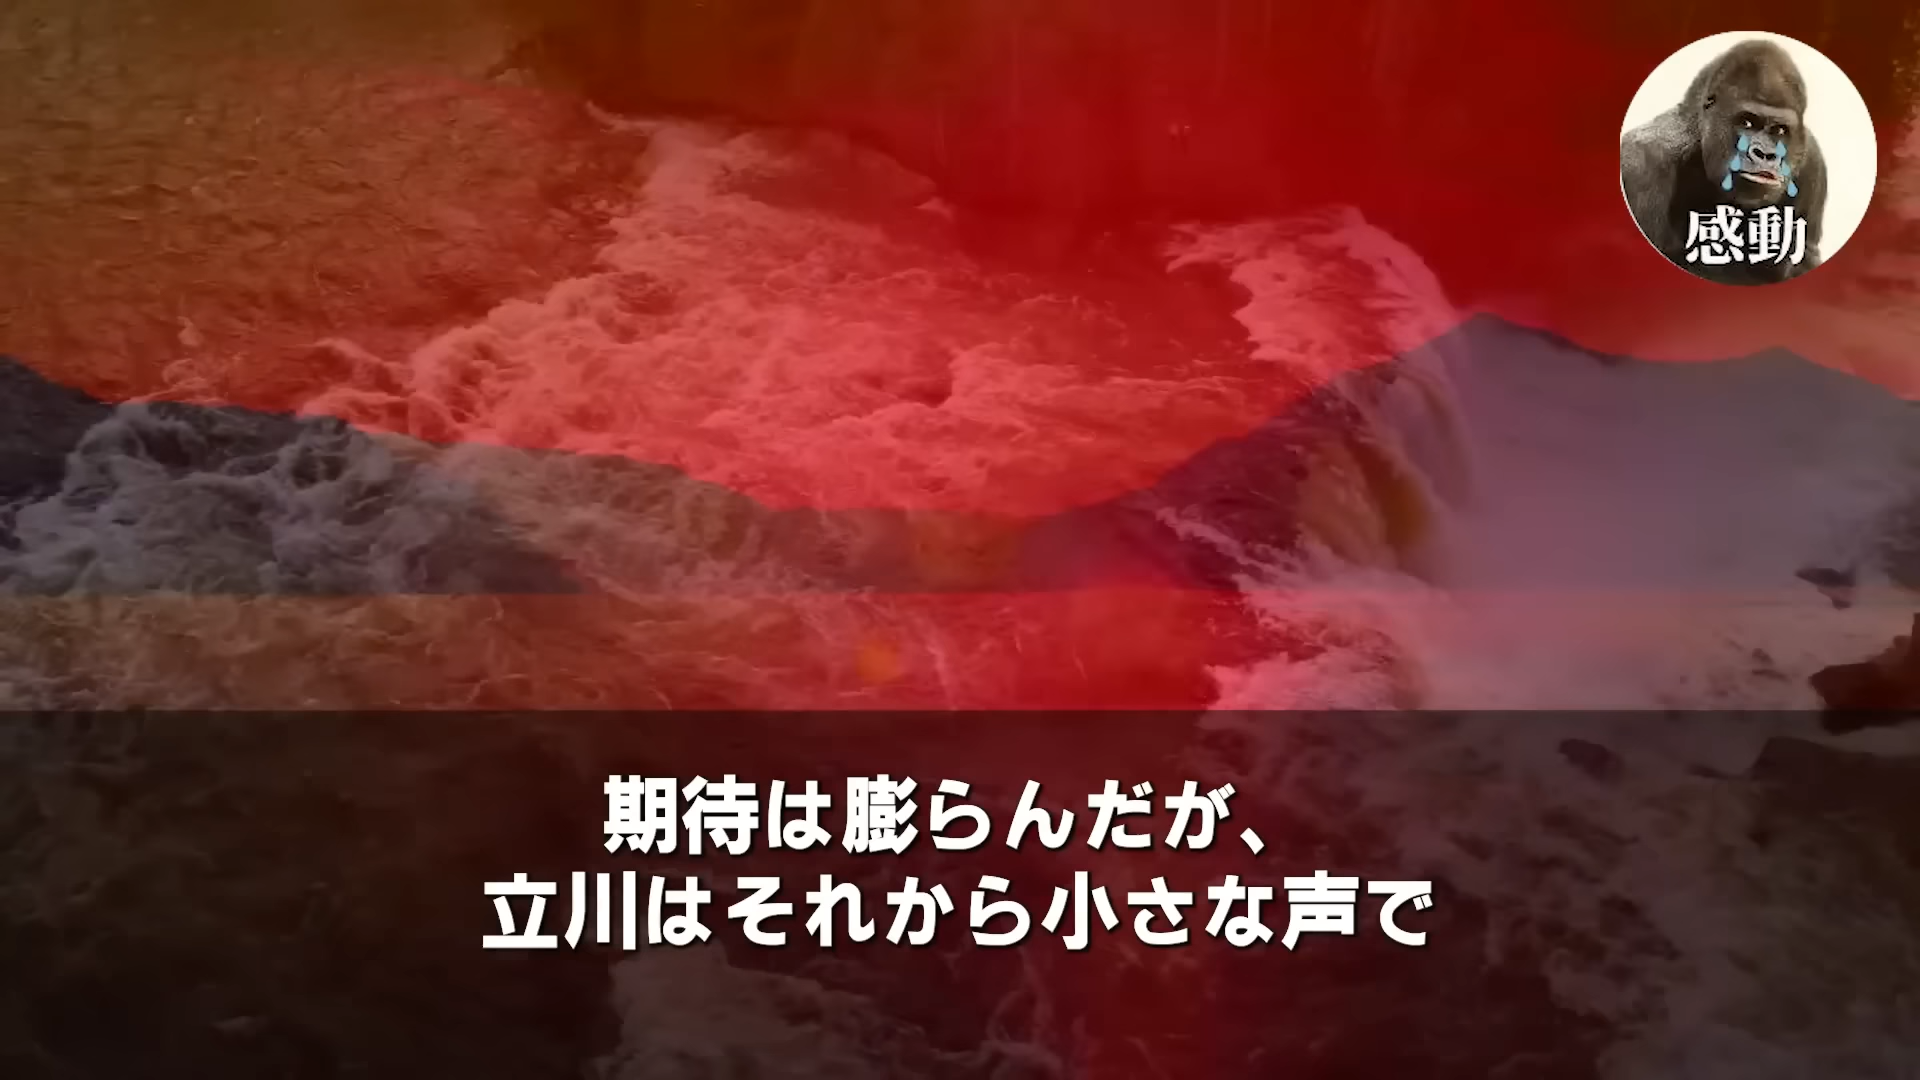 感動
期待は膨らんだが、
立川はそれから小さな声で